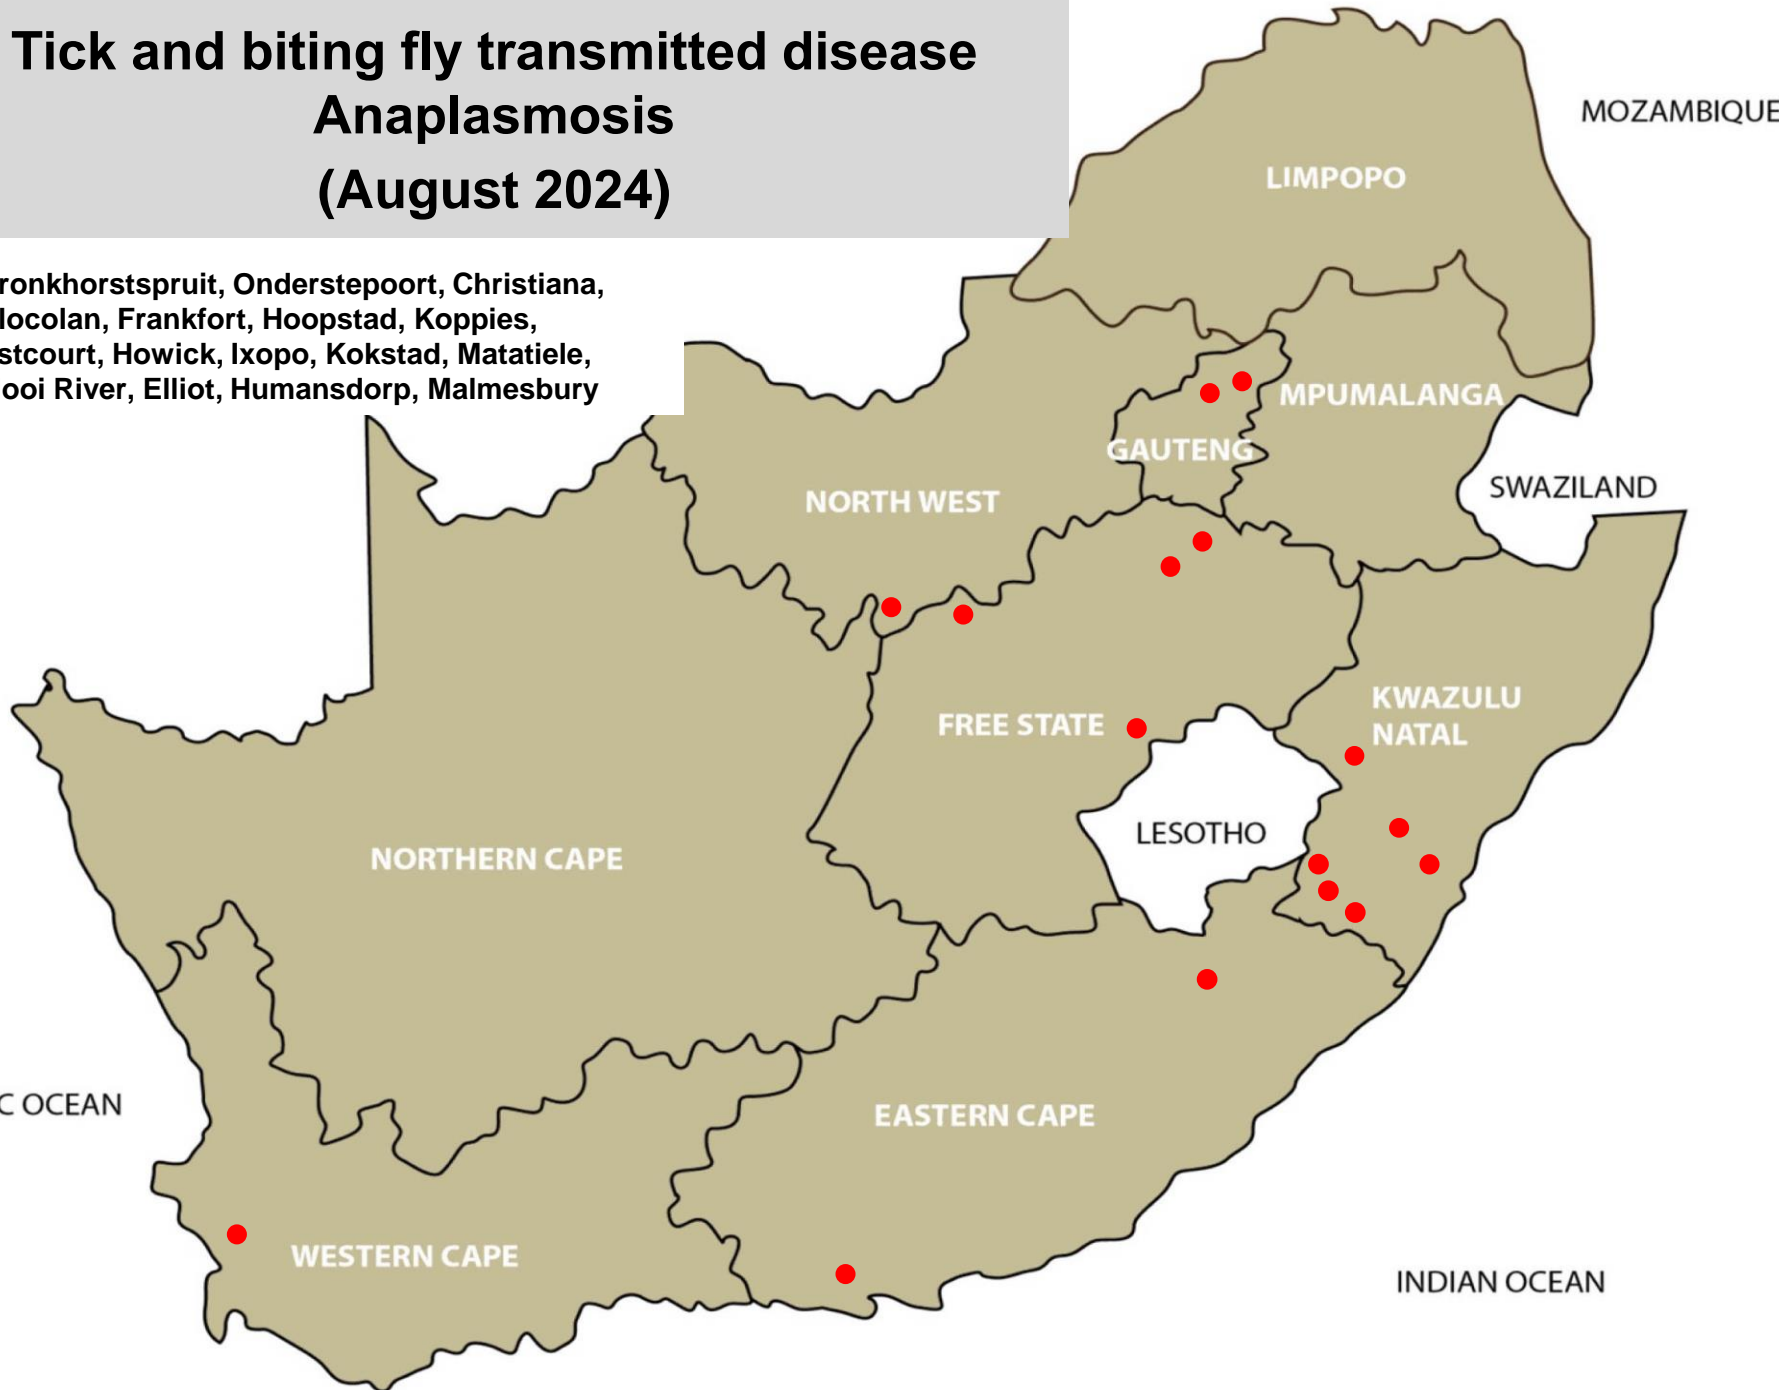 Tick and biting fly transmitted disease
Anaplasmosis
(August 2024)
ronkhorstspruit, Onderstepoort, Christiana,
locolan, Frankfort, Hoopstad, Koppies,
stcourt, Howick, Ixopo, Kokstad, Matatiele,
ooi River, Elliot, Humansdorp, Malmesbury
MOZAMBIQUE
LIMPOPO
MPUMALANGA
GAUTENG
SWAZILAND
NORTH WEST
KWAZULU
NATAL
FREE STATE
LESOTHO
NORTHERN CAPE
C OCEAN
EASTERN CAPE
WESTERN CAPE
INDIAN OCEAN